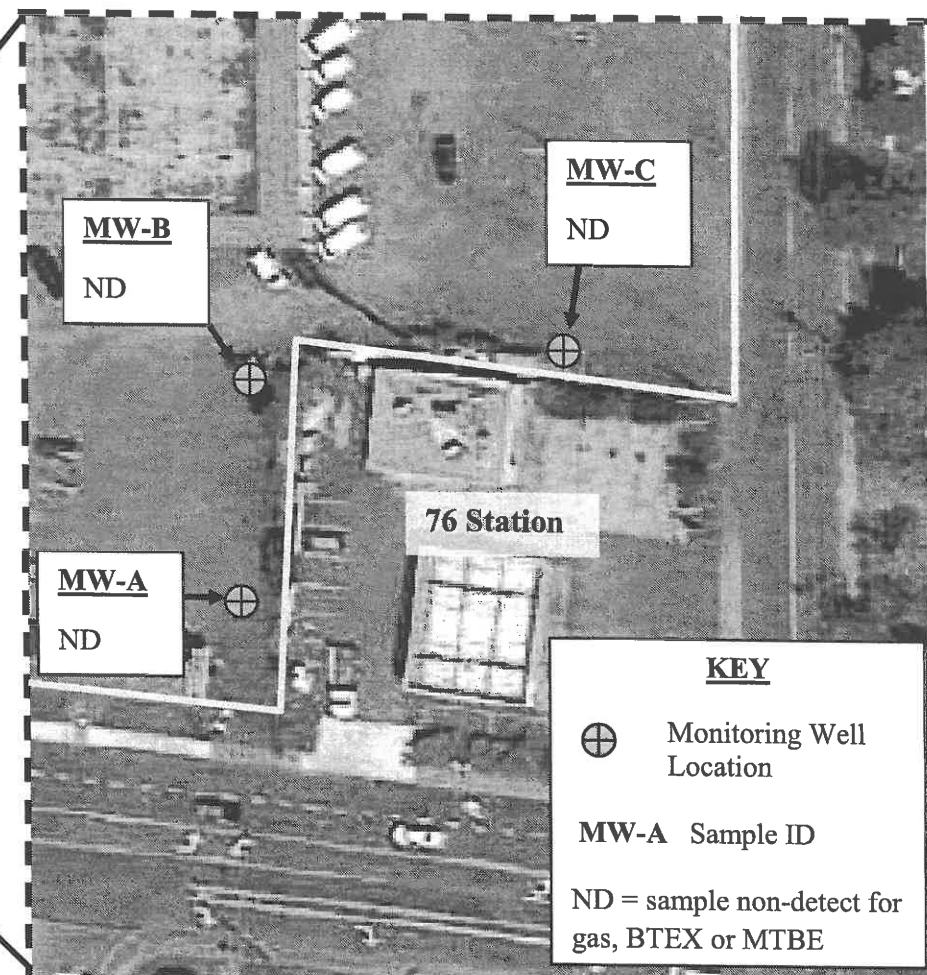 MW-C
ND
MW-B
ND
76 Station
MW-A
ND
KEY
Monitoring Well
Location
MW-A Sample ID
ND = sample non-detect for
gas, BTEX or MTBE